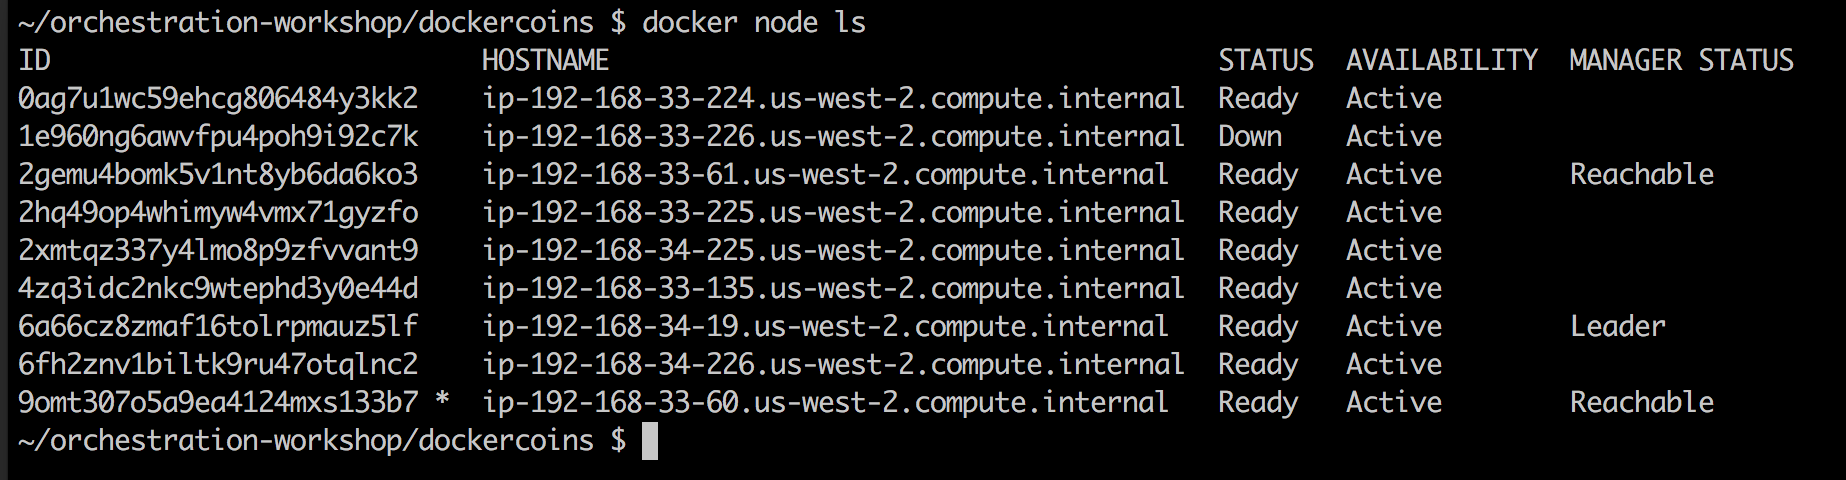 ~/orchestration-workshop/dockercoins $ docker node ls
ID                           HOSTNAME                                      STATUS  AVAILABILITY  MANAGER STATUS
0ag7u1wc59ehcg806484y3kk2    ip-192-168-33-224.us-west-2.compute.internal  Ready   Active
1e960ng6awvfpu4poh9i92c7k    ip-192-168-33-226.us-west-2.compute.internal  Down    Active
2gemu4bomk5v1nt8yb6da6ko3    ip-192-168-33-61.us-west-2.compute.internal   Ready   Active        Reachable
2hq49op4whimyw4vmx71gyzfo    ip-192-168-33-225.us-west-2.compute.internal  Ready   Active
2xmtqz337y4lmo8p9zfvvant9    ip-192-168-34-225.us-west-2.compute.internal  Ready   Active
4zq3idc2nkc9wtephd3y0e44d    ip-192-168-33-135.us-west-2.compute.internal  Ready   Active
6a66cz8zmaf16tolrpmauz5lf    ip-192-168-34-19.us-west-2.compute.internal   Ready   Active        Leader
6fh2znv1biltk9ru47otqlnc2    ip-192-168-34-226.us-west-2.compute.internal  Ready   Active
9omt307o5a9ea4124mxs133b7 *  ip-192-168-33-60.us-west-2.compute.internal   Ready   Active        Reachable
~/orchestration-workshop/dockercoins $